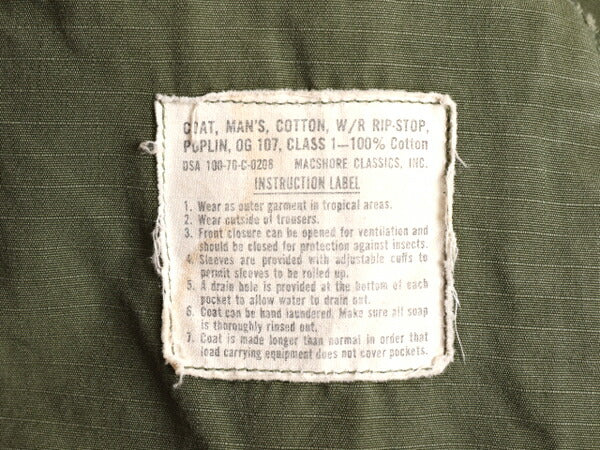 COAT, MAN'S, COTTON, W/R RIP-STOP,
POPLIN, OG 107, CLASS 1—100% Cotton
DSA 100-70-C-0206 MACSHORE CLASSICS, INC.
INSTRUCTION LABEL
1. Wear as outer garment in tropical areas.
2. Wear outside of trousers.
3. Front closure can be opened for ventilation and
should be closed for protection against insects.
4. Sleeves are provided with adjustable cuffs to
permit sleeves to be rolled up.
5. A drain hole is provided at the bottom of each
pocket to allow water to drain out.
6. Coat can be hand laundered. Make sure all soap
is thoroughly rinsed out.
7. Coat is made longer than normal in order that
load carrying equipment does not cover pockets.